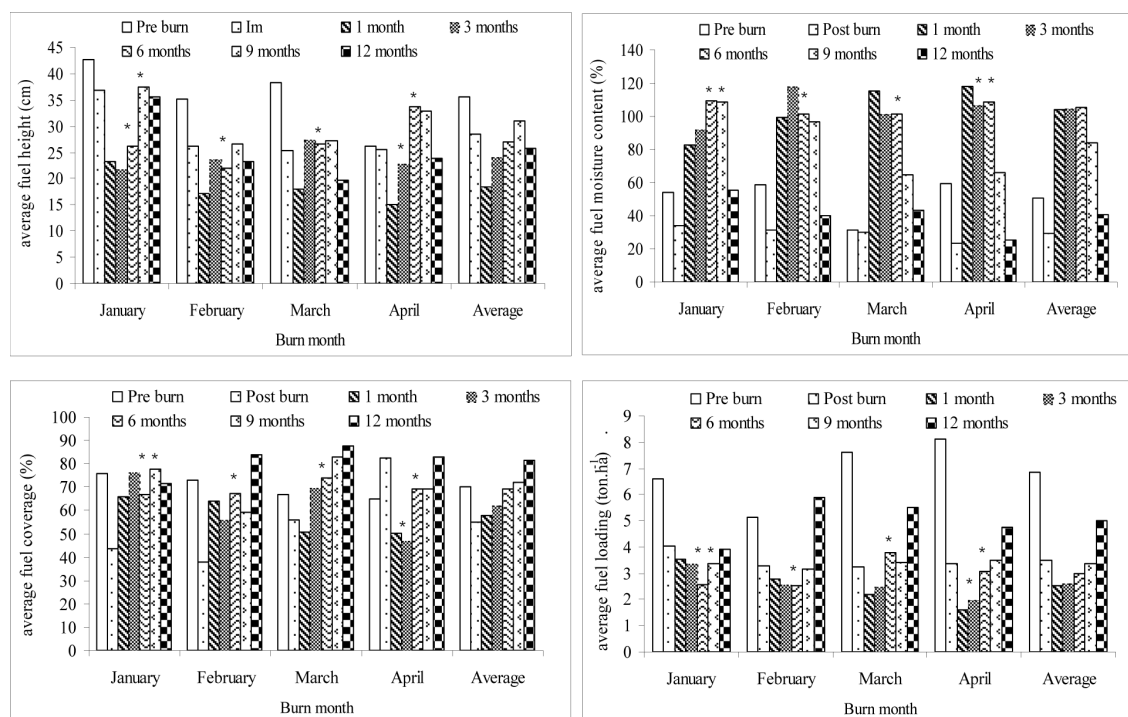 Pre burn Im 1 month 3 months
6 months 9 months 12 months
average fuel height (cm)
45
40
35
30
25
20
15
10
5
0
* * * * * *
January February March April Average
Burn month
Pre burn Post burn 1 month 3 months
6 months 9 months 12 months
average fuel moisture content (%)
140
120
100
80
60
40
20
0
* * * * * *
January February March April Average
Burn month
Pre burn Post burn 1 month 3 months
6 months 9 months 12 months
average fuel coverage (%)
100
90
80
70
60
50
40
30
20
10
0
* * * * * *
January February March April Average
Burn month
Pre burn Post burn 1 month 3 months
6 months 9 months 12 months
average fuel loading (ton.ha-1).
9
8
7
6
5
4
3
2
1
0
* * * * * *
January February March April Average
Burn month